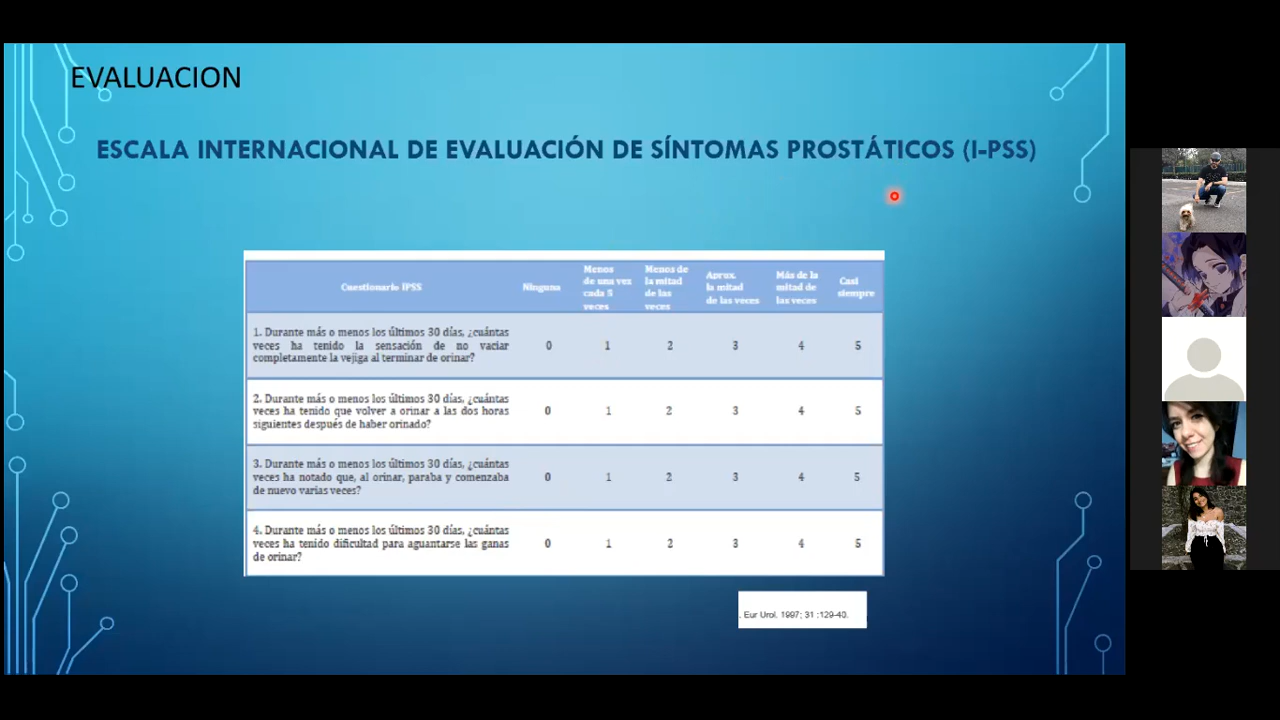 EVALUACION
ESCALA INTERNACIONAL DE EVALUACIÓN DE SÍNTOMAS PROSTÁTICOS (I-PSS)
Cuestionario IPSS
Ninguna
Menos
de una vez
cada 5
veces
Menos de
la mitad
de las
veces
Aprox.
la mitad
de las veces
Más de la
mitad de
las veces
Casi
siempre
1. Durante más o menos los últimos 30 días, ¿cuántas
veces ha tenido la sensación de no vaciar
completamente la vejiga al terminar de orinar?
0 1 2 3 4 5
2. Durante más o menos los últimos 30 días, ¿cuántas
veces ha tenido que volver a orinar a las dos horas
siguientes después de haber orinado?
0 1 2 3 4 5
3. Durante más o menos los últimos 30 días, ¿cuántas
veces ha notado que, al orinar, paraba y comenzaba
de nuevo varias veces?
0 1 2 3 4 5
4. Durante más o menos los últimos 30 días, ¿cuántas
veces ha tenido dificultad para aguantarse las ganas
de orinar?
0 1 2 3 4 5
. Eur Urol. 1997; 31 :129-40.